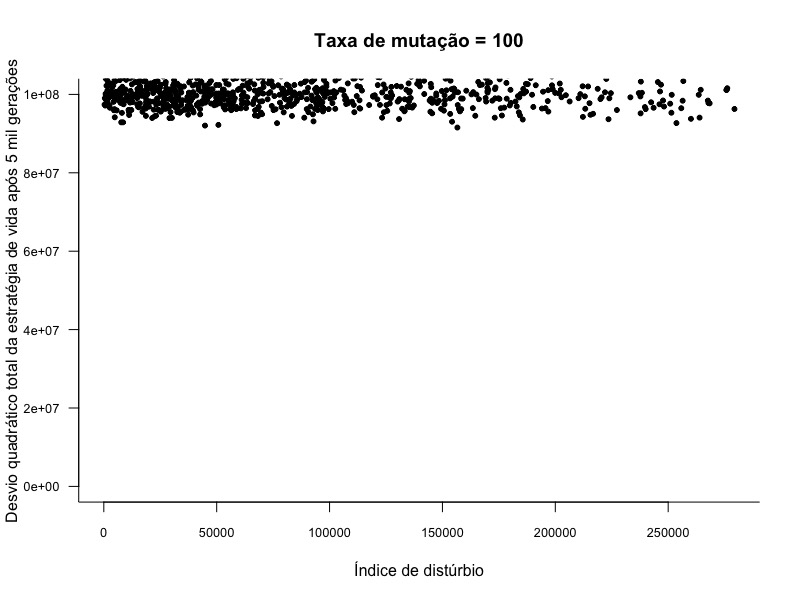 Taxa de mutação = 100
Desvio quadrático total da estratégia de vida após 5 mil gerações
1e+08
8e+07
6e+07
4e+07
2e+07
0e+00
0 50000 100000 150000 200000 250000
Índice de distúrbio